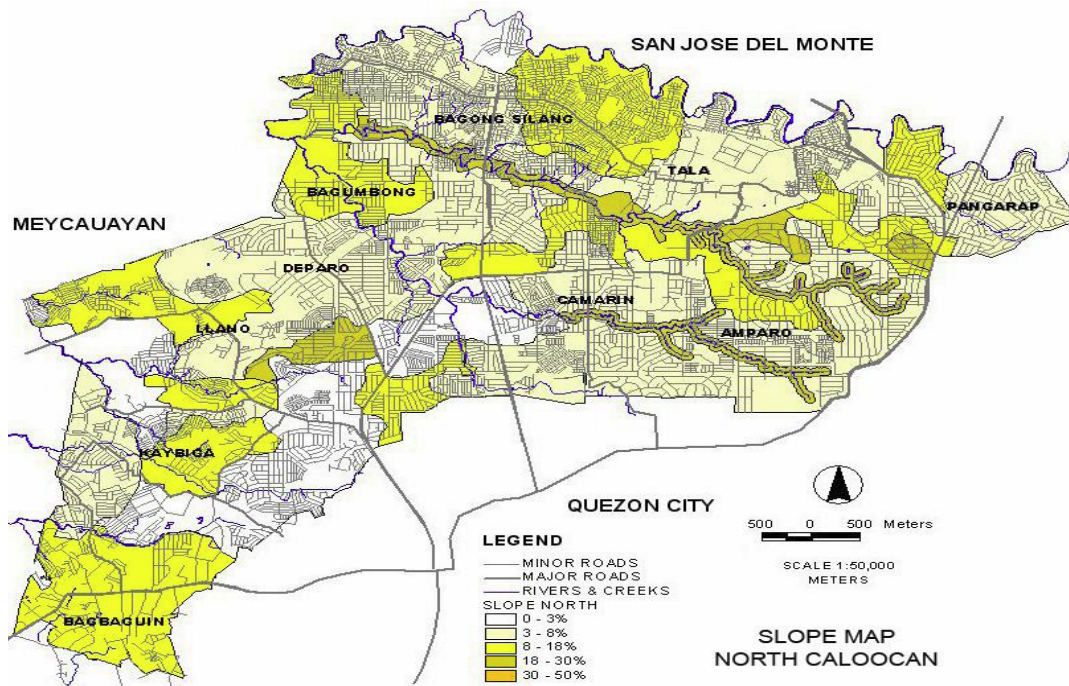 SAN JOSE DEL MONTE
BAGONG SILANG
TALA
BAGUMBONG
PANGARAP
MEYCAUAYAN
DEPARO
CAMARIN
LLANO
AMPARO
KAYBIGA
QUEZON CITY
500 0 500 Meters
SCALE 1:50,000
METERS
LEGEND
MINOR ROADS
MAJOR ROADS
RIVERS & CREEKS
SLOPE NORTH
0 - 3%
3 - 8%
8 - 18%
18 - 30%
30 - 50%
BAGBAGUIN
SLOPE MAP
NORTH CALOOCAN